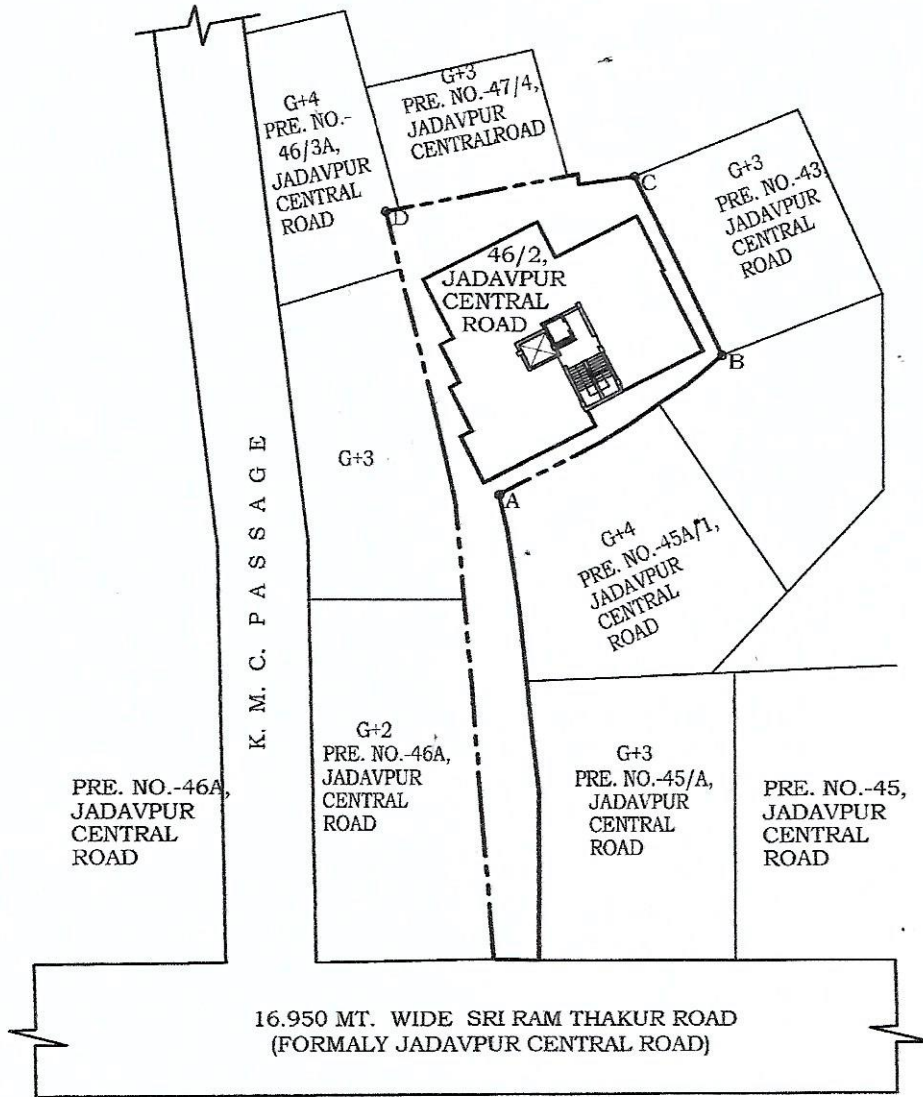 G+4
PRE. NO.-
46/3A,
JADAVPUR
CENTRAL
ROAD
G+3
PRE. NO.-47/4,
JADAVPUR
CENTRALROAD
G+3
PRE. NO.-43,
JADAVPUR
CENTRAL
ROAD
D
C
46/2,
JADAVPUR
CENTRAL
ROAD
B
A
G+3
K. M. C. PASSAGE
G+4
PRE. NO.-45A/1,
JADAVPUR
CENTRAL
ROAD
PRE. NO.-46A,
JADAVPUR
CENTRAL
ROAD
G+2
PRE. NO.-46A,
JADAVPUR
CENTRAL
ROAD
G+3
PRE. NO.-45/A,
JADAVPUR
CENTRAL
ROAD
PRE. NO.-45,
JADAVPUR
CENTRAL
ROAD
16.950 MT. WIDE SRI RAM THAKUR ROAD
(FORMALY JADAVPUR CENTRAL ROAD)